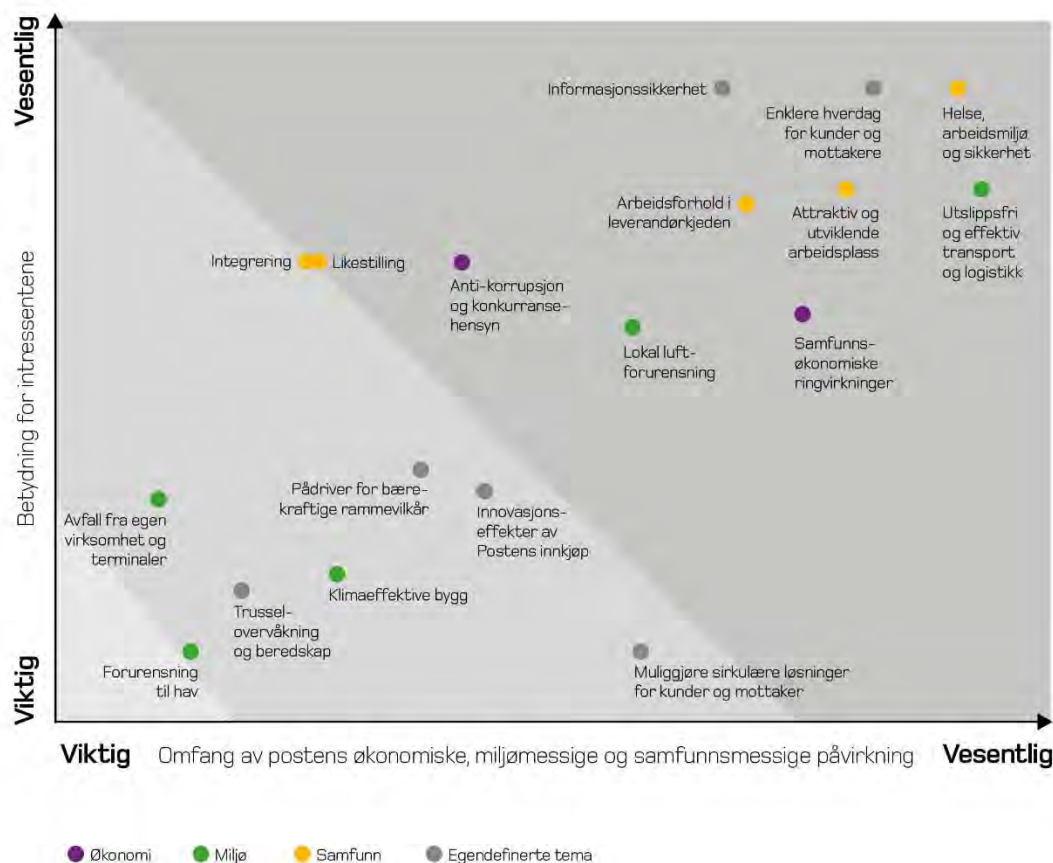 Vesentlig
Betydning for intressentene
Viktig
Informasjonssikkerhet
Enklere hverdag
for kunder og
mottakere
Helse,
arbeidsmiljø
og sikkerhet
Arbeidsforhold i
leverandørkjeden
Attraktiv og
utviklende
arbeidsplass
Utslippsfri
og effektiv
transport
og logistikk
Integrering
Likestilling
Anti-korrupsjon
og konkurranse-
hensyn
Lokal luft-
forurensning
Samfunns-
økonomiske
ringvirkninger
Pådriver for bære-
kraftige rammevilkår
Innovasjons-
effekter av
Postens innkjøp
Avfall fra egen
virksomhet og
terminaler
Klimaeffektive bygg
Trussel-
overvåkning
og beredskap
Forurensning
til hav
Muliggjøre sirkulære løsninger
for kunder og mottaker
Viktig Omfang av postens økonomiske, miljømessige og samfunnsmessige påvirkning Vesentlig
Økonomi Miljø Samfunn Egendefinerte tema